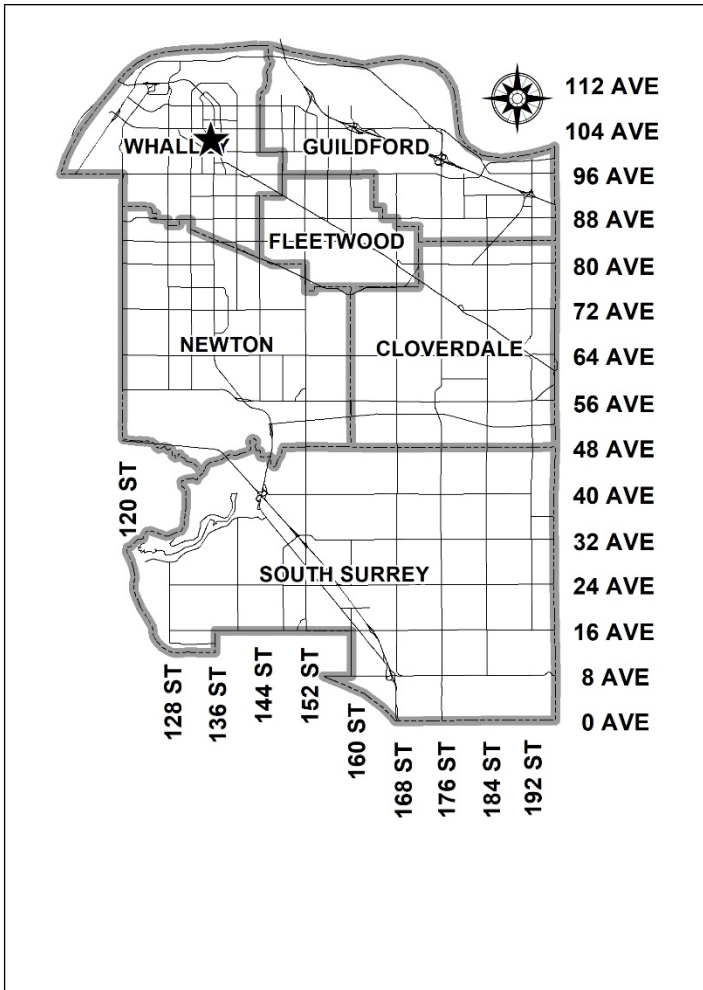 112 AVE
104 AVE
WHALLEY
GUILDFORD
96 AVE
88 AVE
FLEETWOOD
80 AVE
72 AVE
NEWTON
CLOVERDALE
64 AVE
56 AVE
48 AVE
120 ST
40 AVE
32 AVE
SOUTH SURREY
24 AVE
16 AVE
8 AVE
0 AVE
128 ST
136 ST
144 ST
152 ST
160 ST
168 ST
176 ST
184 ST
192 ST